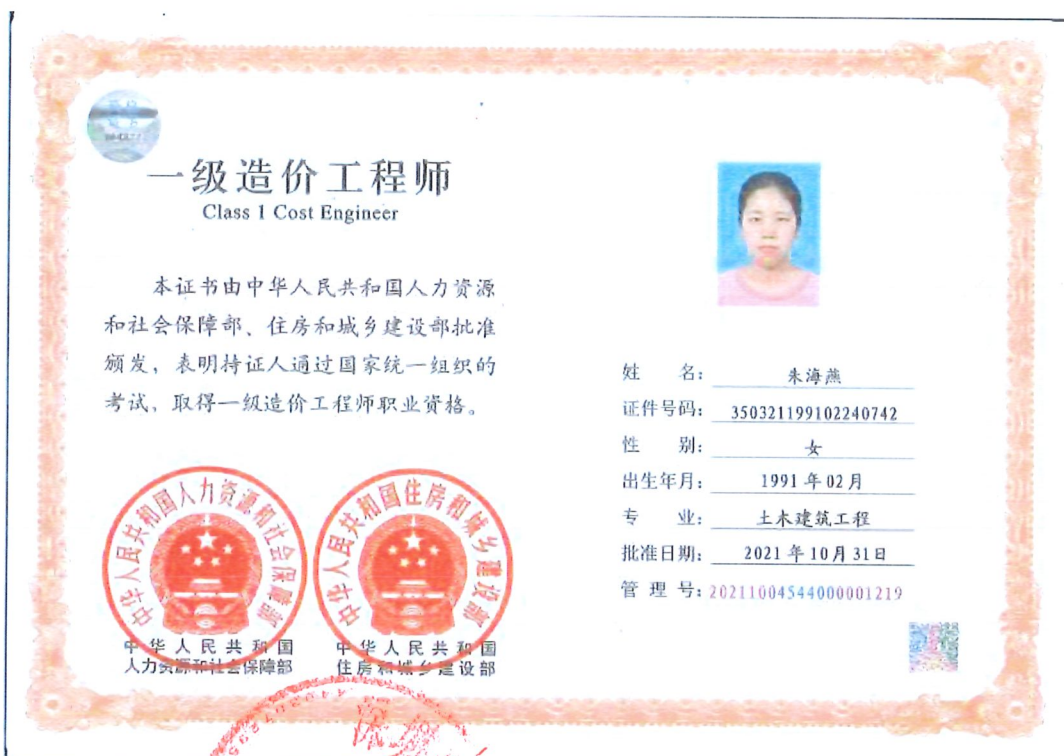 一级造价工程师
Class 1 Cost Engineer
本证书由中华人民共和国人力资源
和社会保障部、住房和城乡建设部批准
颁发，表明持证人通过国家统一组织的
考试，取得一级造价工程师职业资格。
中华人民共和国人力资源和社会保障部
中华人民共和国住房和城乡建设部
中华人民共和国
人力资源和社会保障部
中华人民共和国
住房和城乡建设部
姓 名： 朱海燕
证件号码： 350321199102240742
性 别： 女
出生年月： 1991年02月
专 业： 土木建筑工程
批准日期： 2021年10月31日
管 理 号：20211004544000001219